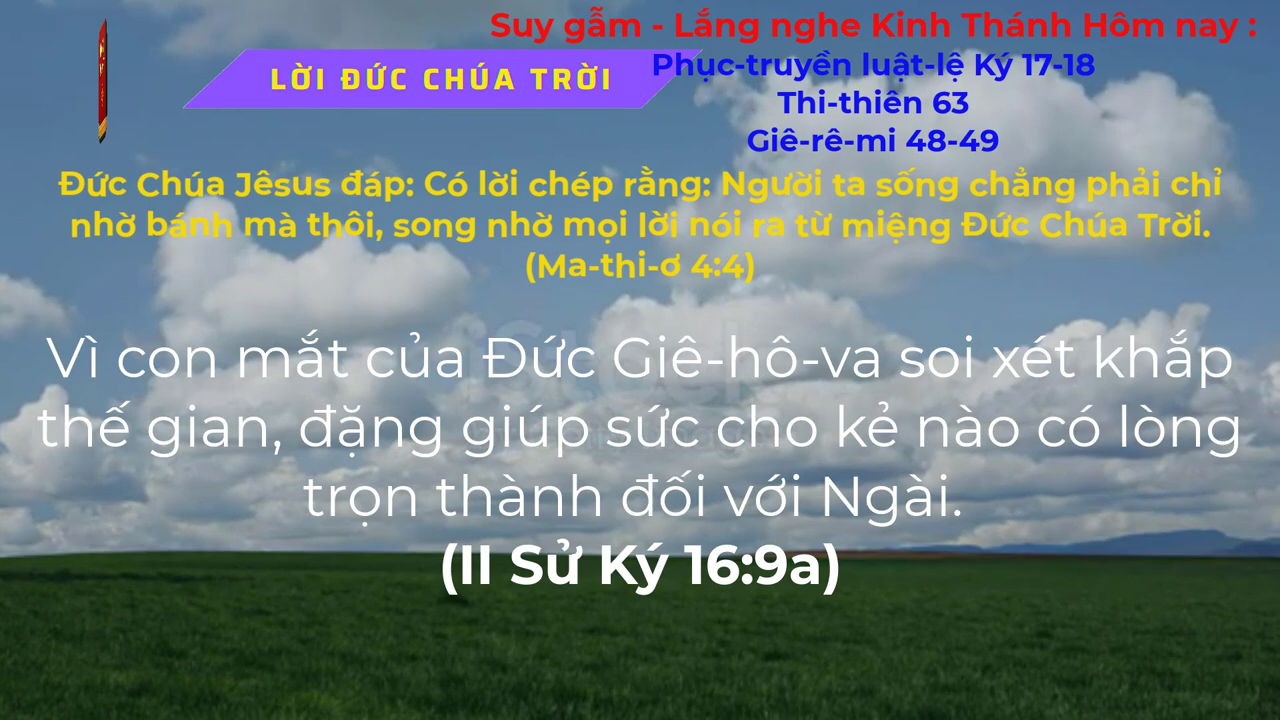 Suy gẫm - Lắng nghe Kinh Thánh Hôm nay :
LỜI ĐỨC CHÚA TRỜI
Phục-truyền luật-lệ Ký 17-18
Thi-thiên 63
Giê-rê-mi 48-49
Đức Chúa Jêsus đáp: Có lời chép rằng: Người ta sống chẳng phải chỉ
nhờ bánh mà thôi, song nhờ mọi lời nói ra từ miệng Đức Chúa Trời.
(Ma-thi-ơ 4:4)
Vì con mắt của Đức Giê-hô-va soi xét khắp
thế gian, đặng giúp sức cho kẻ nào có lòng
trọn thành đối với Ngài.
(II Sử Ký 16:9a)